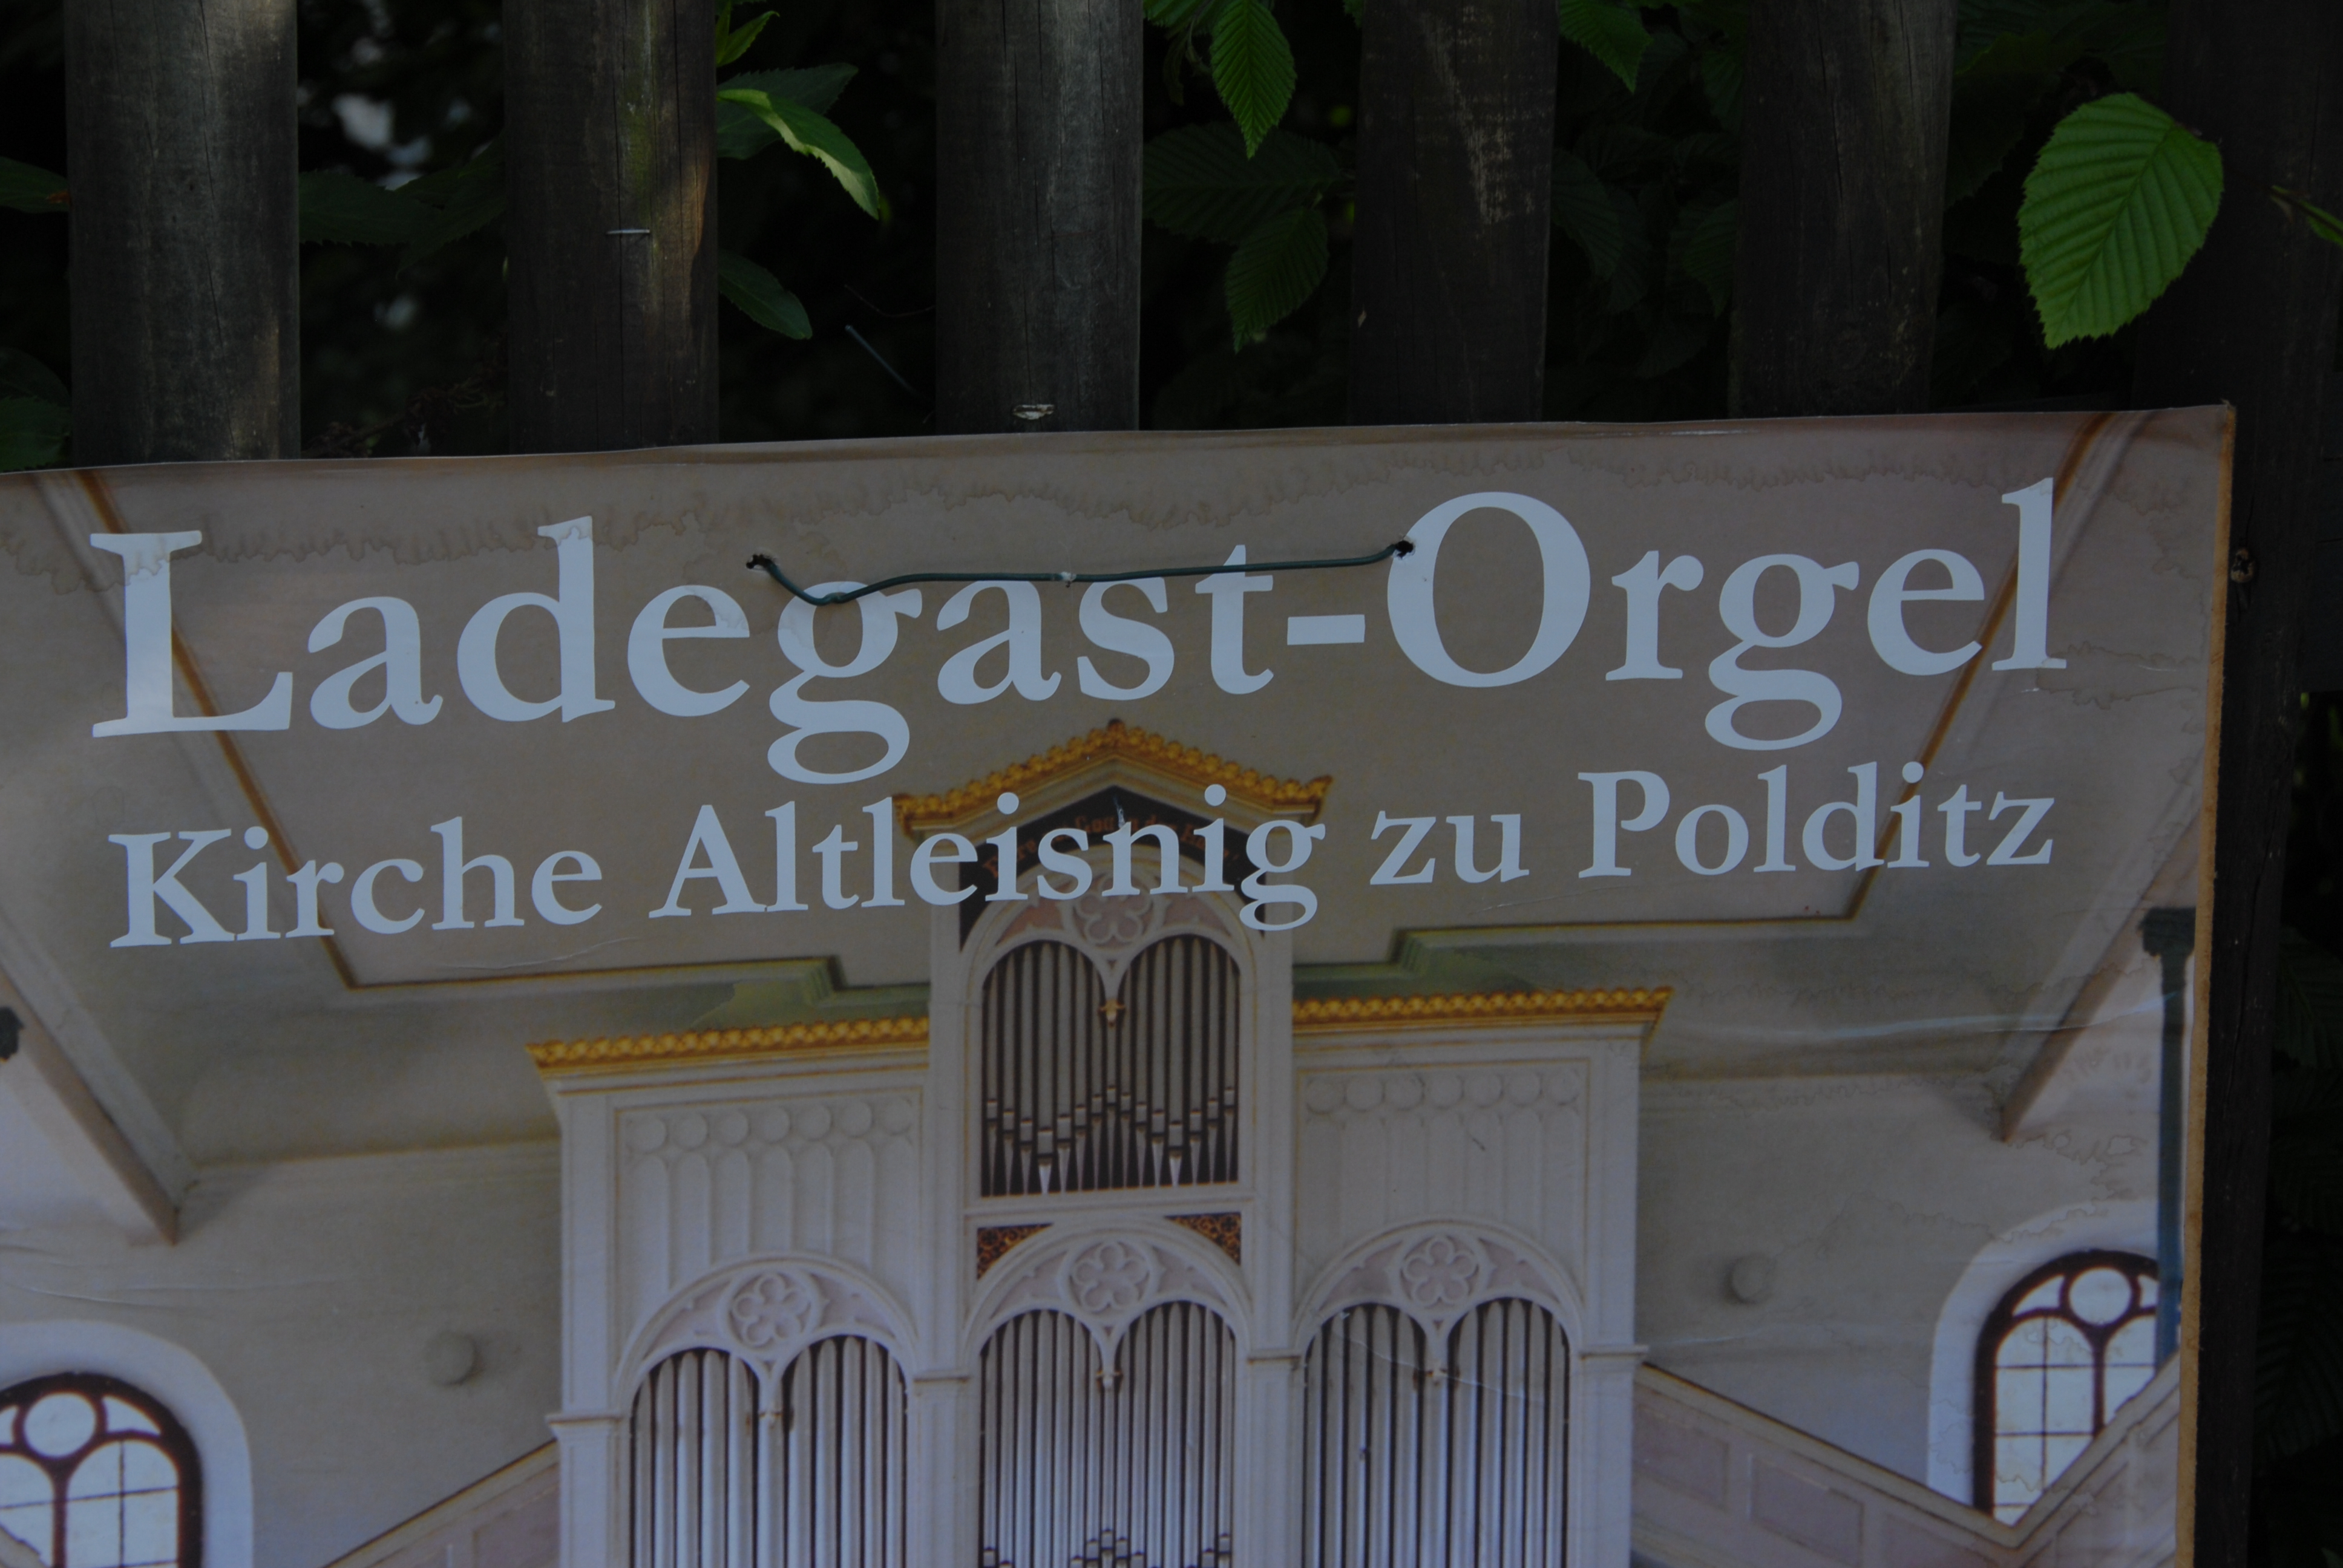 Ladegast-Orgel
Kirche Altleisnig zu Polditz